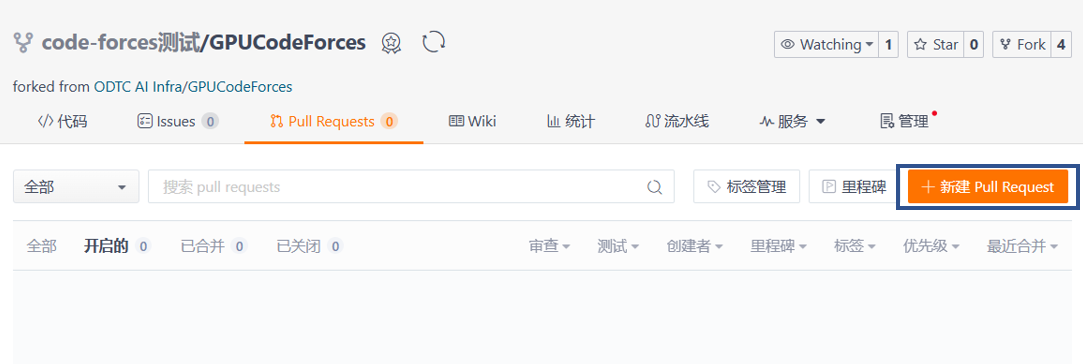 code-forces测试/GPUCodeForces
Watching 1 Star 0 Fork 4
forked from ODTC AI Infra/GPUCodeForces
代码 Issues 0 Pull Requests 0 Wiki 统计 流水线 服务 管理
全部 搜索 pull requests 标签管理 里程碑 + 新建 Pull Request
全部 开启的 0 已合并 0 已关闭 0 审查 测试 创建者 里程碑 标签 优先级 最近合并